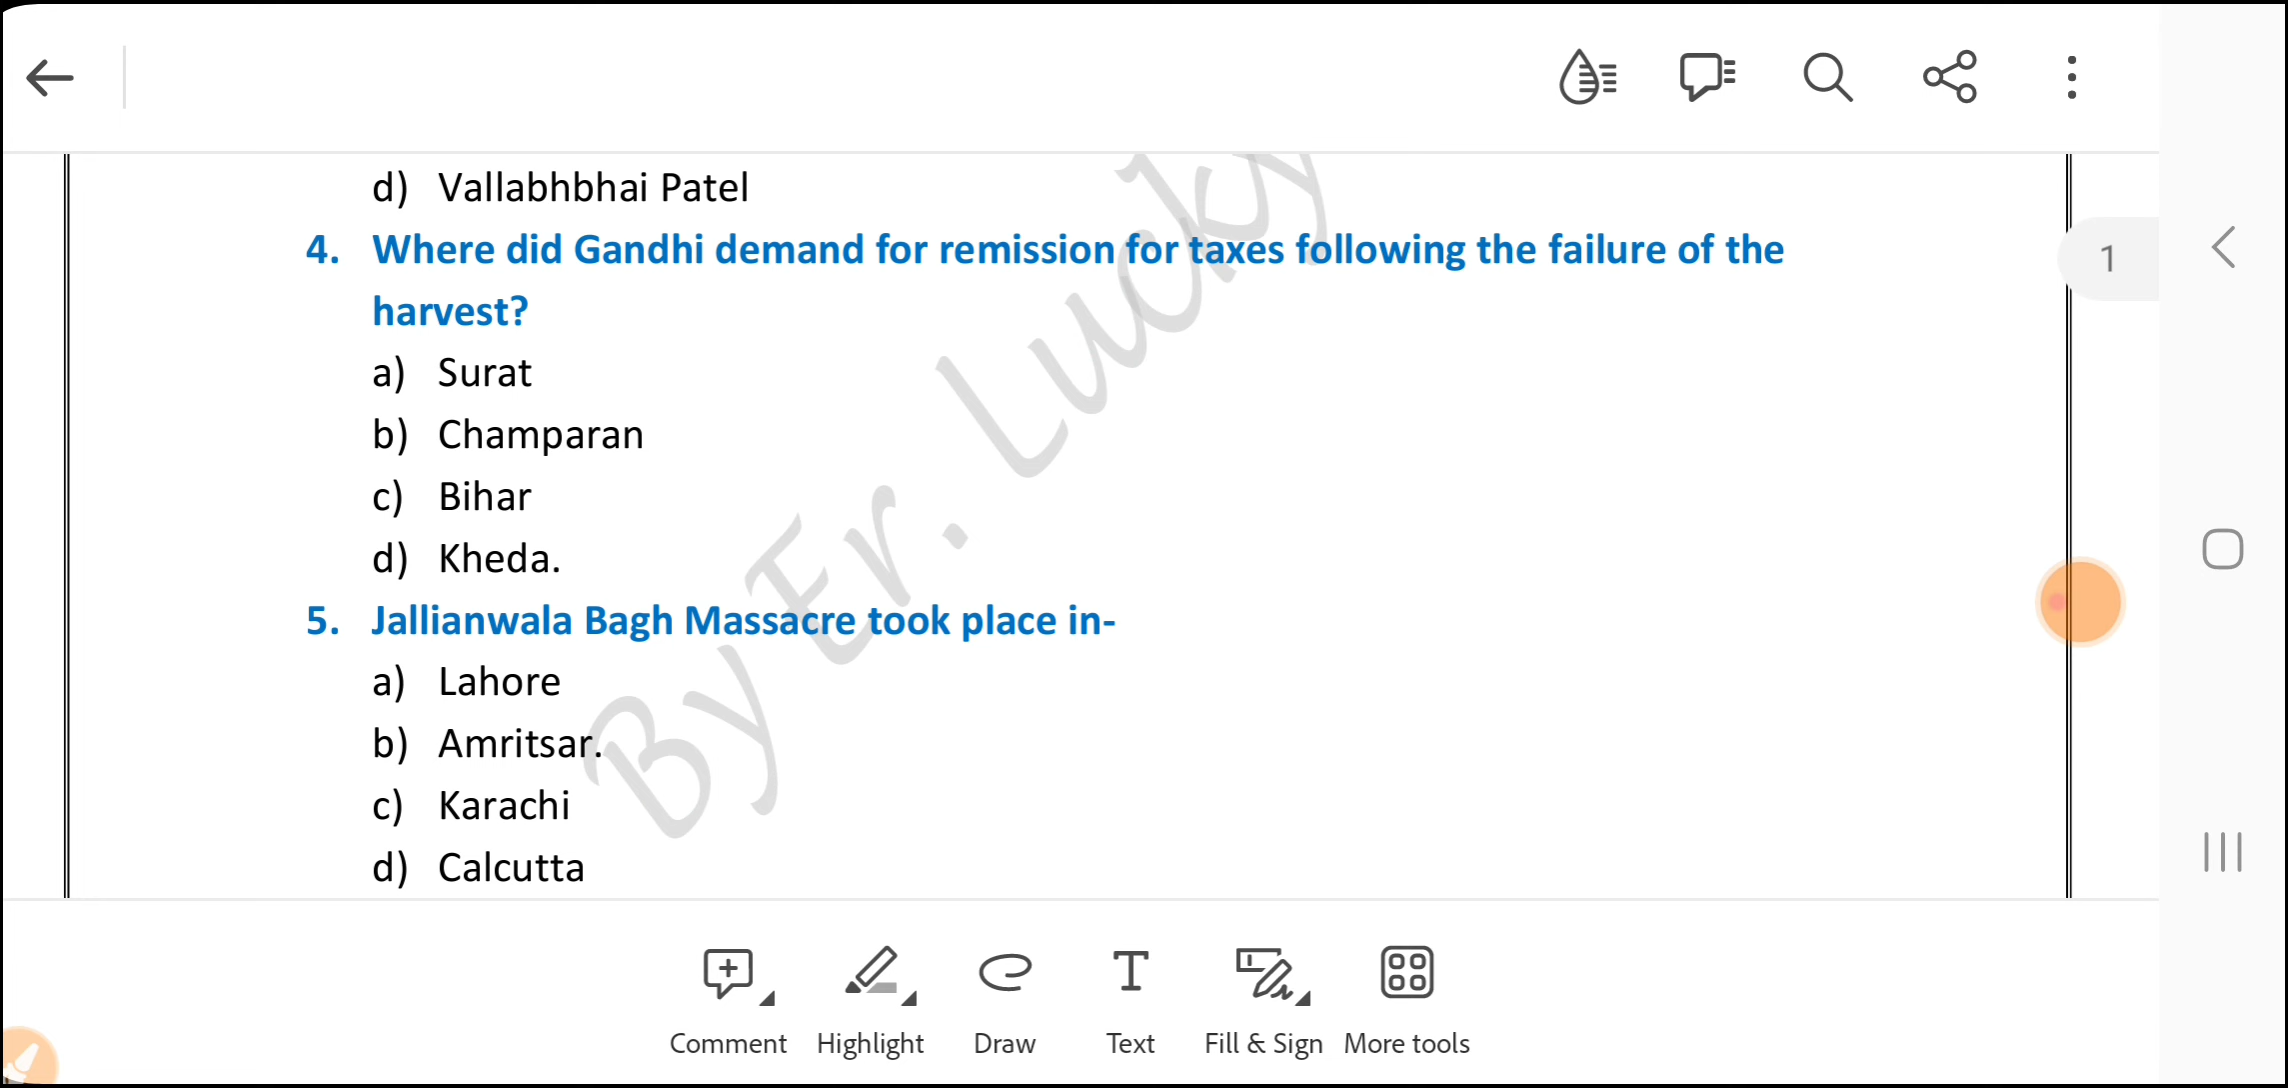 d) Vallabhbhai Patel
4. Where did Gandhi demand for remission for taxes following the failure of the
harvest?
1
a) Surat
b) Champaran
c) Bihar
d) Kheda.
5. Jallianwala Bagh Massacre took place in-
a) Lahore
b) Amritsar.
c) Karachi
d) Calcutta
By Er. Lucky
Comment Highlight Draw Text Fill & Sign More tools